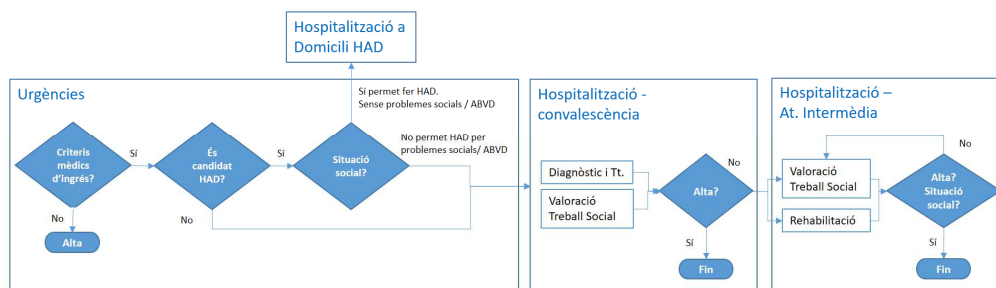 Hospitalització a
Domicili HAD
Urgències
Sí permet fer HAD.
Sense problemes socials / ABVD
No permet HAD per
problemes socials/ ABVD
Criteris
mèdics
d'ingrés?
Sí
És
candidat
HAD?
Sí
Situació
social?
No
Alta
No
Hospitalització -
convalescència
Diagnòstic i Tt.
Valoració
Treball Social
Alta?
No
Sí
Fin
Hospitalització –
At. Intermèdia
No
Valoració
Treball Social
Rehabilitació
Alta?
Situació
social?
Sí
Fin